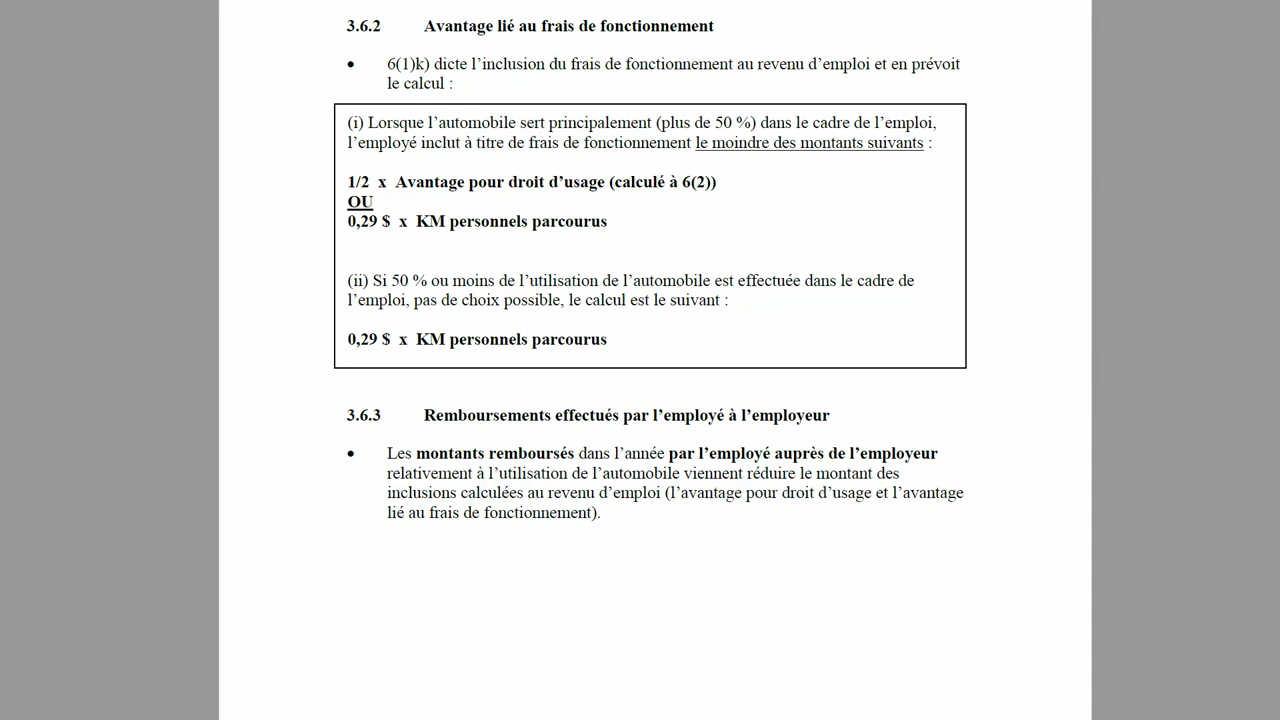 3.6.2 Avantage lié au frais de fonctionnement
• 6(1)k) dicte l’inclusion du frais de fonctionnement au revenu d’emploi et en prévoit
le calcul :
(i) Lorsque l’automobile sert principalement (plus de 50 %) dans le cadre de l’emploi,
l’employé inclut à titre de frais de fonctionnement le moindre des montants suivants :
1/2 x Avantage pour droit d’usage (calculé à 6(2))
OU
0,29 $ x KM personnels parcourus
(ii) Si 50 % ou moins de l’utilisation de l’automobile est effectuée dans le cadre de
l’emploi, pas de choix possible, le calcul est le suivant :
0,29 $ x KM personnels parcourus
3.6.3 Remboursements effectués par l’employé à l’employeur
• Les montants remboursés dans l’année par l’employé auprès de l’employeur
relativement à l’utilisation de l’automobile viennent réduire le montant des
inclusions calculées au revenu d’emploi (l’avantage pour droit d’usage et l’avantage
lié au frais de fonctionnement).